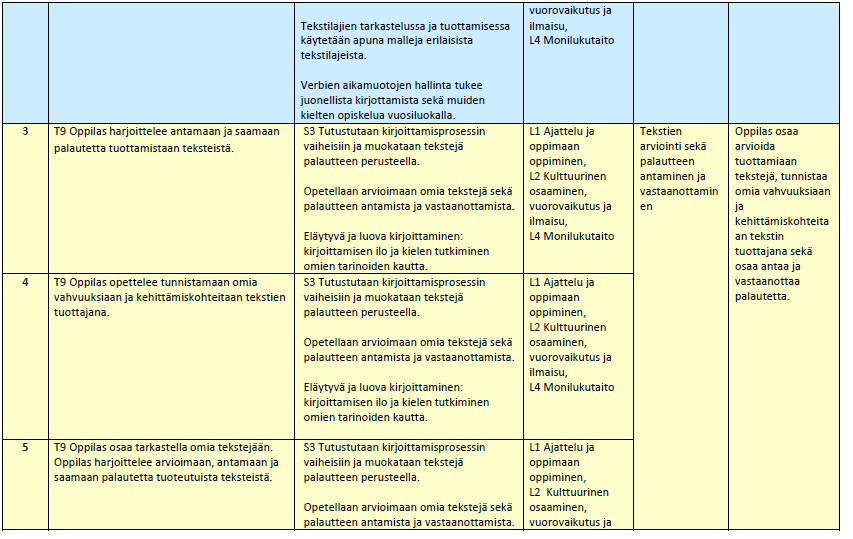 Tekstilajien tarkastelussa ja tuottamisessa
käytetään apuna malleja erilaisista
tekstilajeista.
Verbien aikamuotojen hallinta tukee
juonellista kirjottamista sekä muiden
kielten opiskelua vuosiluokalla.
vuorovaikutus ja
ilmaisu,
L4 Monilukutaito
3
T9 Oppilas harjoittelee antamaan ja saamaan
palautetta tuottamistaan teksteistä.
S3 Tutustutaan kirjoittamisprosessin
vaiheisiin ja muokataan tekstejä
palautteen perusteella.
Opetellaan arvioimaan omia tekstejä sekä
palautteen antamista ja vastaanottamista.
Eläytyvä ja luova kirjoittaminen:
kirjoittamisen ilo ja kielen tutkiminen
omien tarinoiden kautta.
L1 Ajattelu ja
oppimaan
oppiminen,
L2 Kulttuurinen
osaaminen,
vuorovaikutus ja
ilmaisu,
L4 Monilukutaito
Tekstien
arviointi sekä
palautteen
antaminen ja
vastaanottamin
en
Oppilas osaa
arvioida
tuottamiaan
tekstejä, tunnistaa
omia vahvuuksiaan
ja
kehittämiskohteita
an tekstin
tuottajana sekä
osaa antaa ja
vastaanottaa
palautetta.
4
T9 Oppilas opettelee tunnistamaan omia
vahvuuksiaan ja kehittämiskohteitaan tekstien
tuottajana.
S3 Tutustutaan kirjoittamisprosessin
vaiheisiin ja muokataan tekstejä
palautteen perusteella.
Opetellaan arvioimaan omia tekstejä sekä
palautteen antamista ja vastaanottamista.
Eläytyvä ja luova kirjoittaminen:
kirjoittamisen ilo ja kielen tutkiminen
omien tarinoiden kautta.
L1 Ajattelu ja
oppimaan
oppiminen,
L2 Kulttuurinen
osaaminen,
vuorovaikutus ja
ilmaisu,
L4 Monilukutaito
5
T9 Oppilas osaa tarkastella omia tekstejään.
Oppilas harjoittelee arvioimaan, antamaan ja
saamaan palautetta tuoteutuista teksteistä.
S3 Tutustutaan kirjoittamisprosessin
vaiheisiin ja muokataan tekstejä
palautteen perusteella.
Opetellaan arvioimaan omia tekstejä sekä
palautteen antamista ja vastaanottamista.
L1 Ajattelu ja
oppimaan
oppiminen,
L2 Kulttuurinen
osaaminen,
vuorovaikutus ja